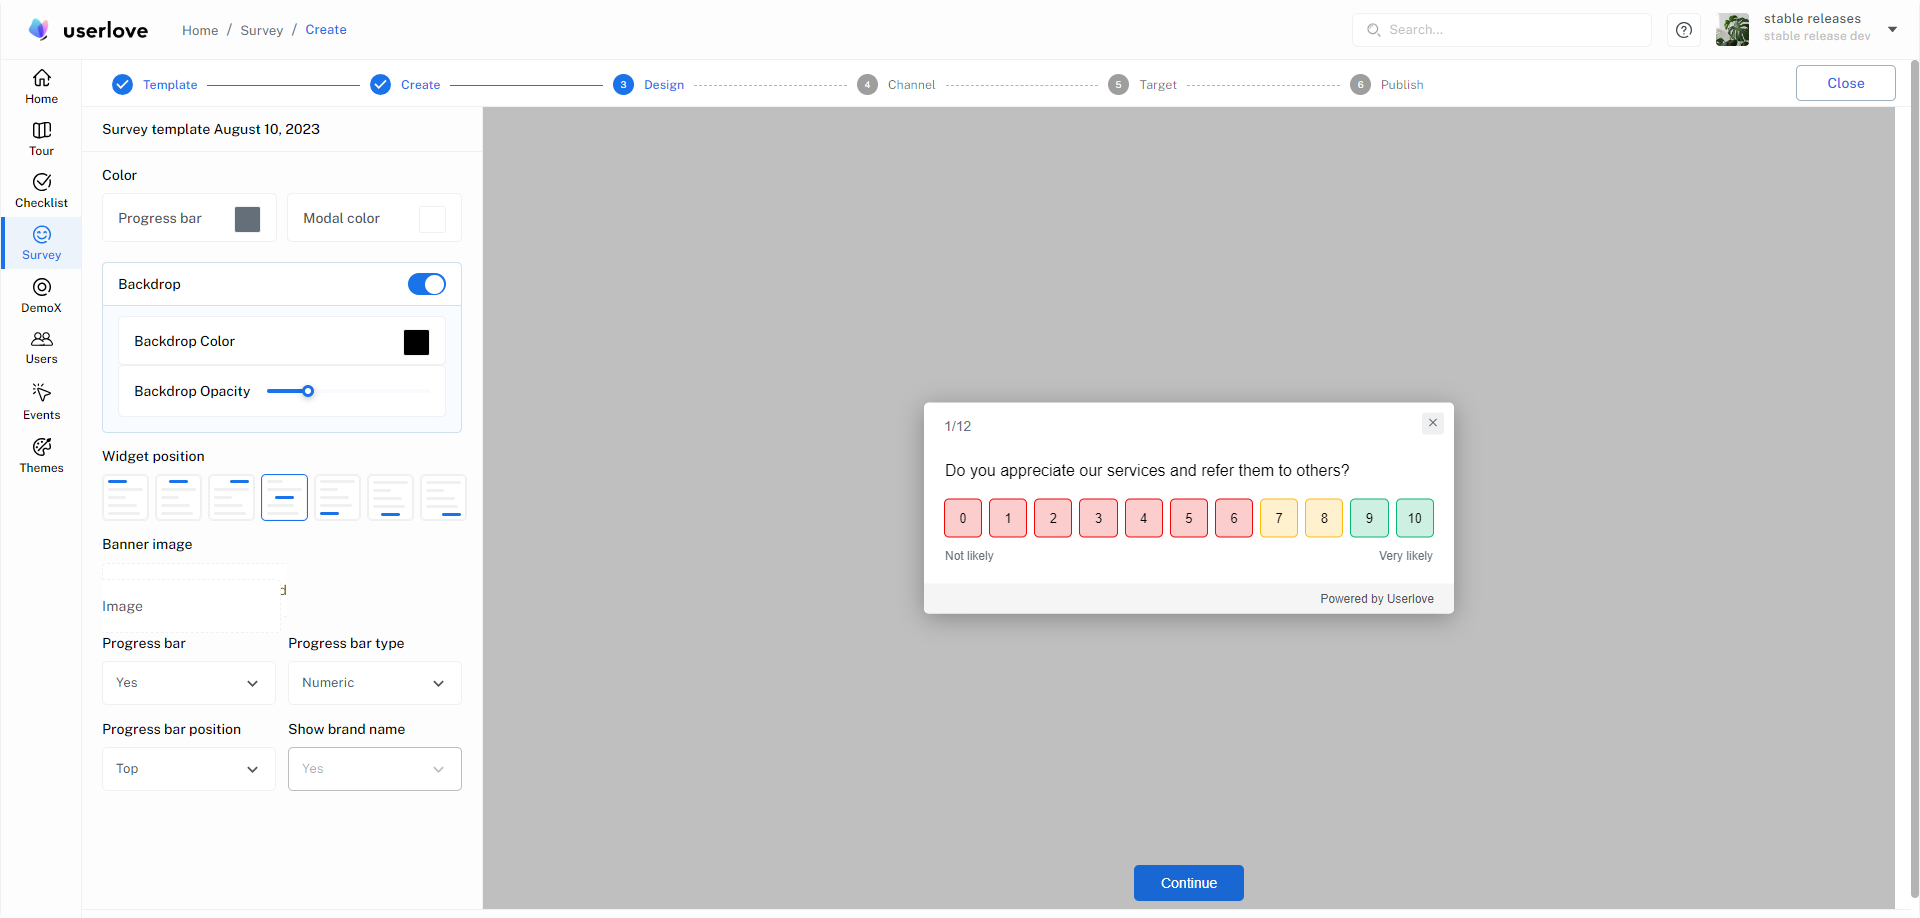 userlove
Home / Survey / Create
Search...
stable releases
stable release dev
Home
Tour
Checklist
Survey
DemoX
Users
Events
Themes
Template
Create
3 Design
4 Channel
5 Target
6 Publish
Close
Survey template August 10, 2023
Color
Progress bar
Modal color
Backdrop
Backdrop Color
Backdrop Opacity
Widget position
Banner image
d
Image
Progress bar
Progress bar type
Yes
Numeric
Progress bar position
Show brand name
Top
Yes
1/12
Do you appreciate our services and refer them to others?
0 1 2 3 4 5 6 7 8 9 10
Not likely
Very likely
Powered by Userlove
Continue